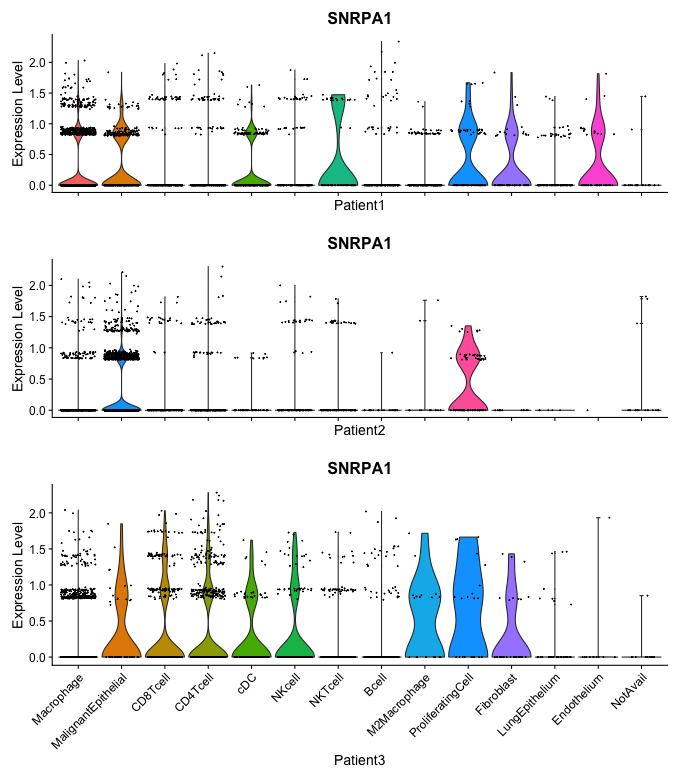 SNRPA1
Expression Level
2.0
1.5
1.0
0.5
0.0
Patient1
SNRPA1
Expression Level
2.0
1.5
1.0
0.5
0.0
Patient2
SNRPA1
Expression Level
2.0
1.5
1.0
0.5
0.0
Macrophage
MalignantEpithelial
CD8Tcell
CD4Tcell
cDC
NKcell
NKTcell
Bcell
M2Macrophage
ProliferatingCell
Fibroblast
LungEpithelium
Endothelium
NotAvail
Patient3